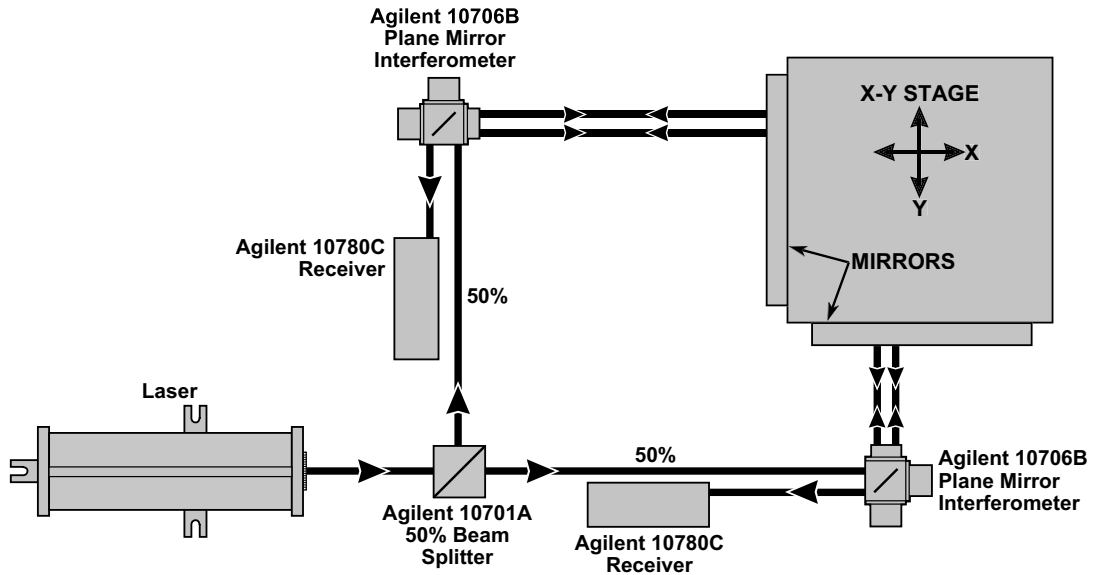 Agilent 10706B
Plane Mirror
Interferometer
X-Y STAGE
X
Y
MIRRORS
Agilent 10780C
Receiver
50%
Laser
50%
Agilent 10701A
50% Beam
Splitter
Agilent 10780C
Receiver
Agilent 10706B
Plane Mirror
Interferometer